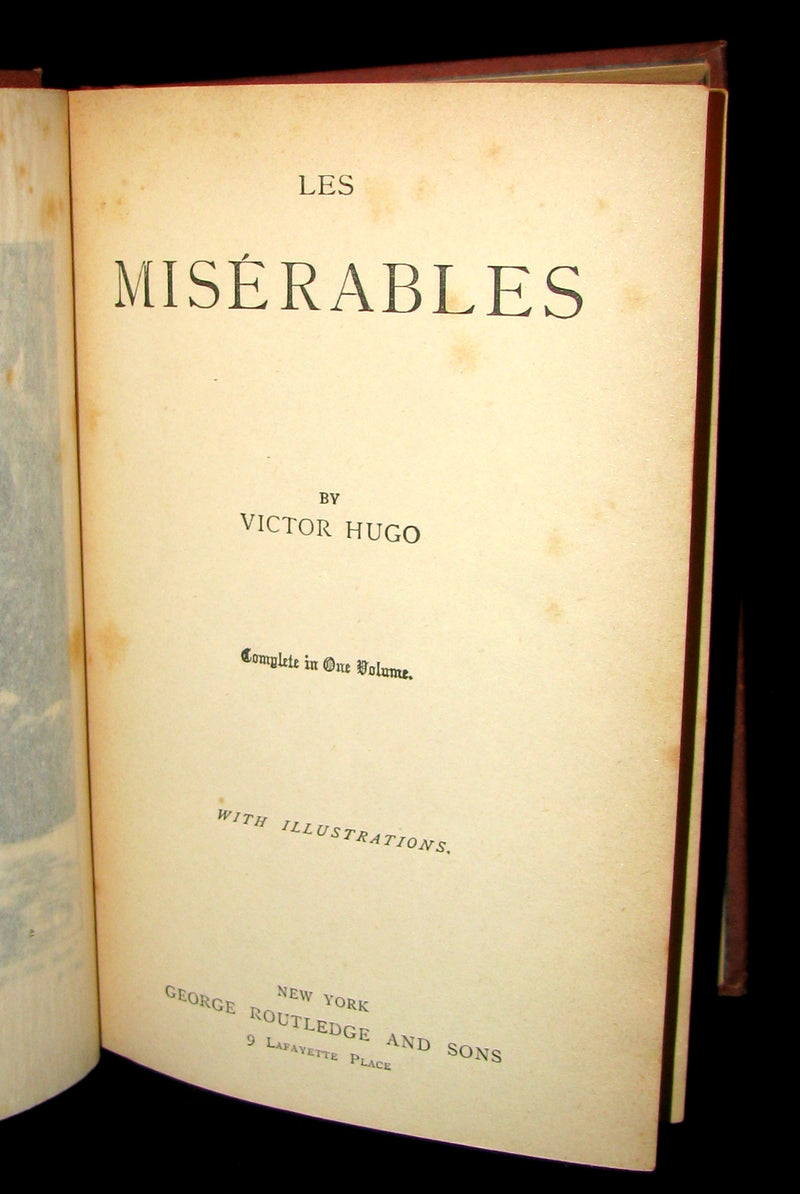 LES
MISÉRABLES
BY
VICTOR HUGO
Complete in One Volume.
WITH ILLUSTRATIONS.
NEW YORK
GEORGE ROUTLEDGE AND SONS
9 LAFAYETTE PLACE